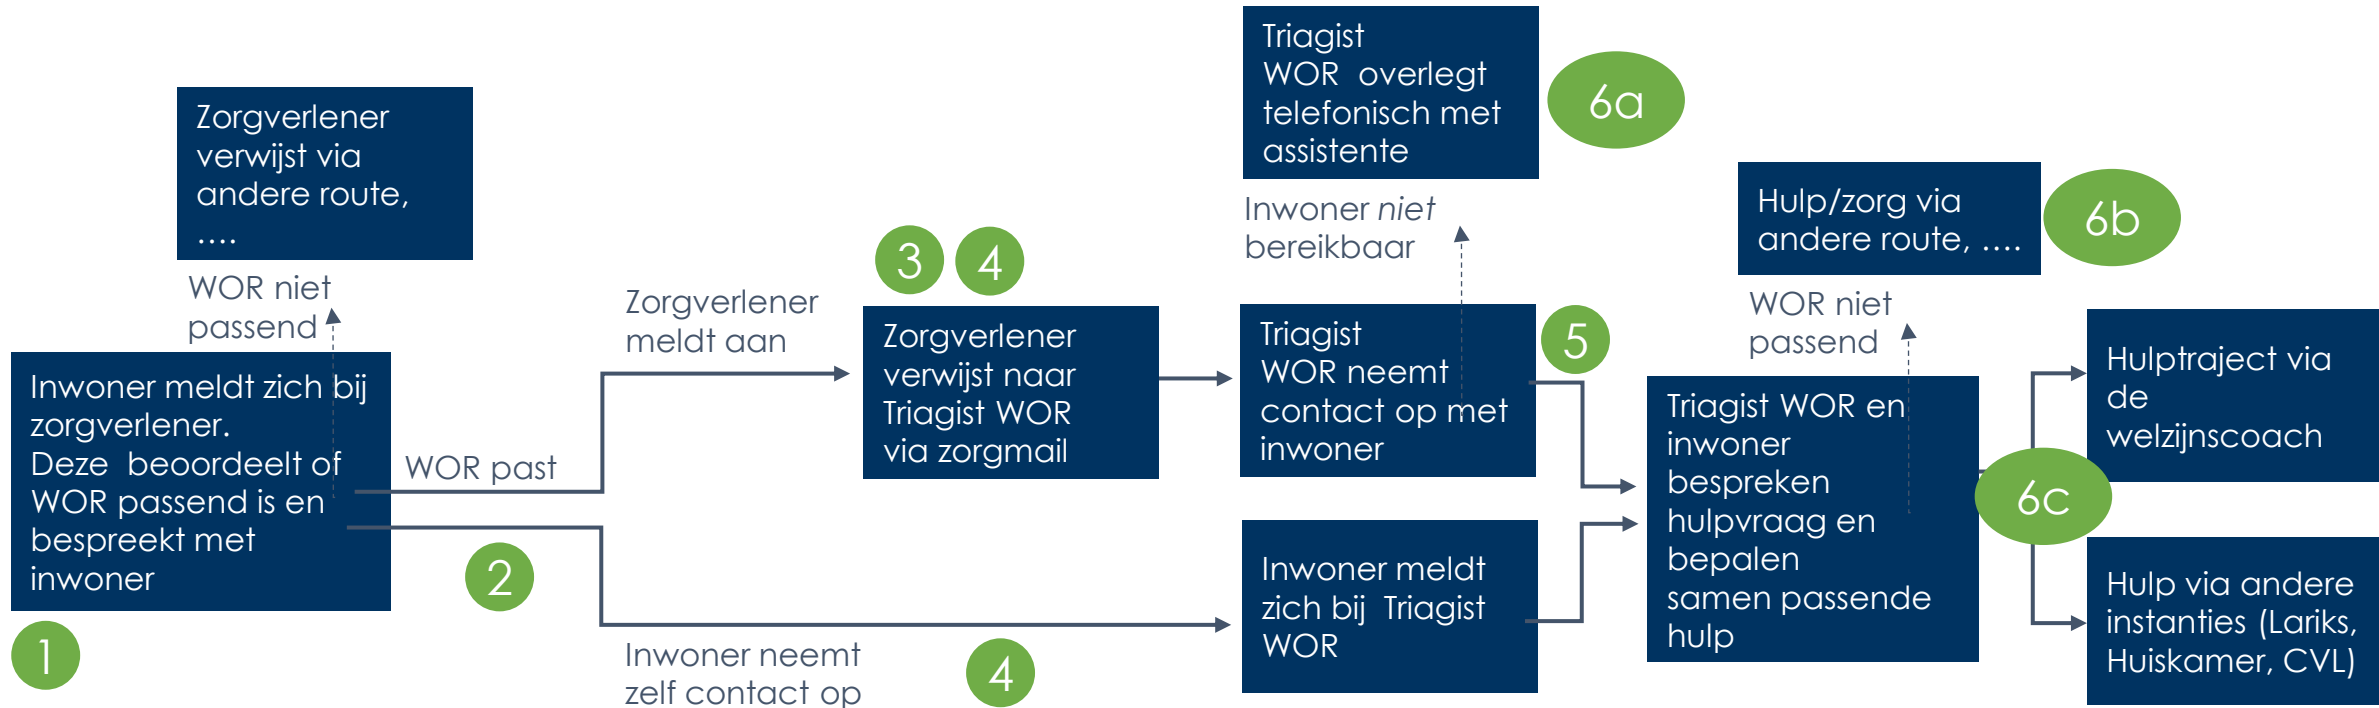 Zorgverlener
verwijst via
andere route,
....
WOR niet
passend
Inwoner meldt zich bij
zorgverlener.
Deze beoordeelt of
WOR passend is en
bespreekt met
inwoner
1
WOR past
2
Zorgverlener
meldt aan
Inwoner neemt
zelf contact op
4
3 4
Zorgverlener
verwijst naar
Triagist WOR
via zorgmail
Triagist
WOR overlegt
telefonisch met
assistente
6a
Inwoner niet
bereikbaar
Triagist
WOR neemt
contact op met
inwoner
5
Inwoner meldt
zich bij Triagist
WOR
Hulp/zorg via
andere route, ....
6b
WOR niet
passend
Triagist WOR en
inwoner
bespreken
hulpvraag en
bepalen
samen passende
hulp
6c
Hulptraject via
de
welzijnscoach
Hulp via andere
instanties (Lariks,
Huiskamer, CVL)